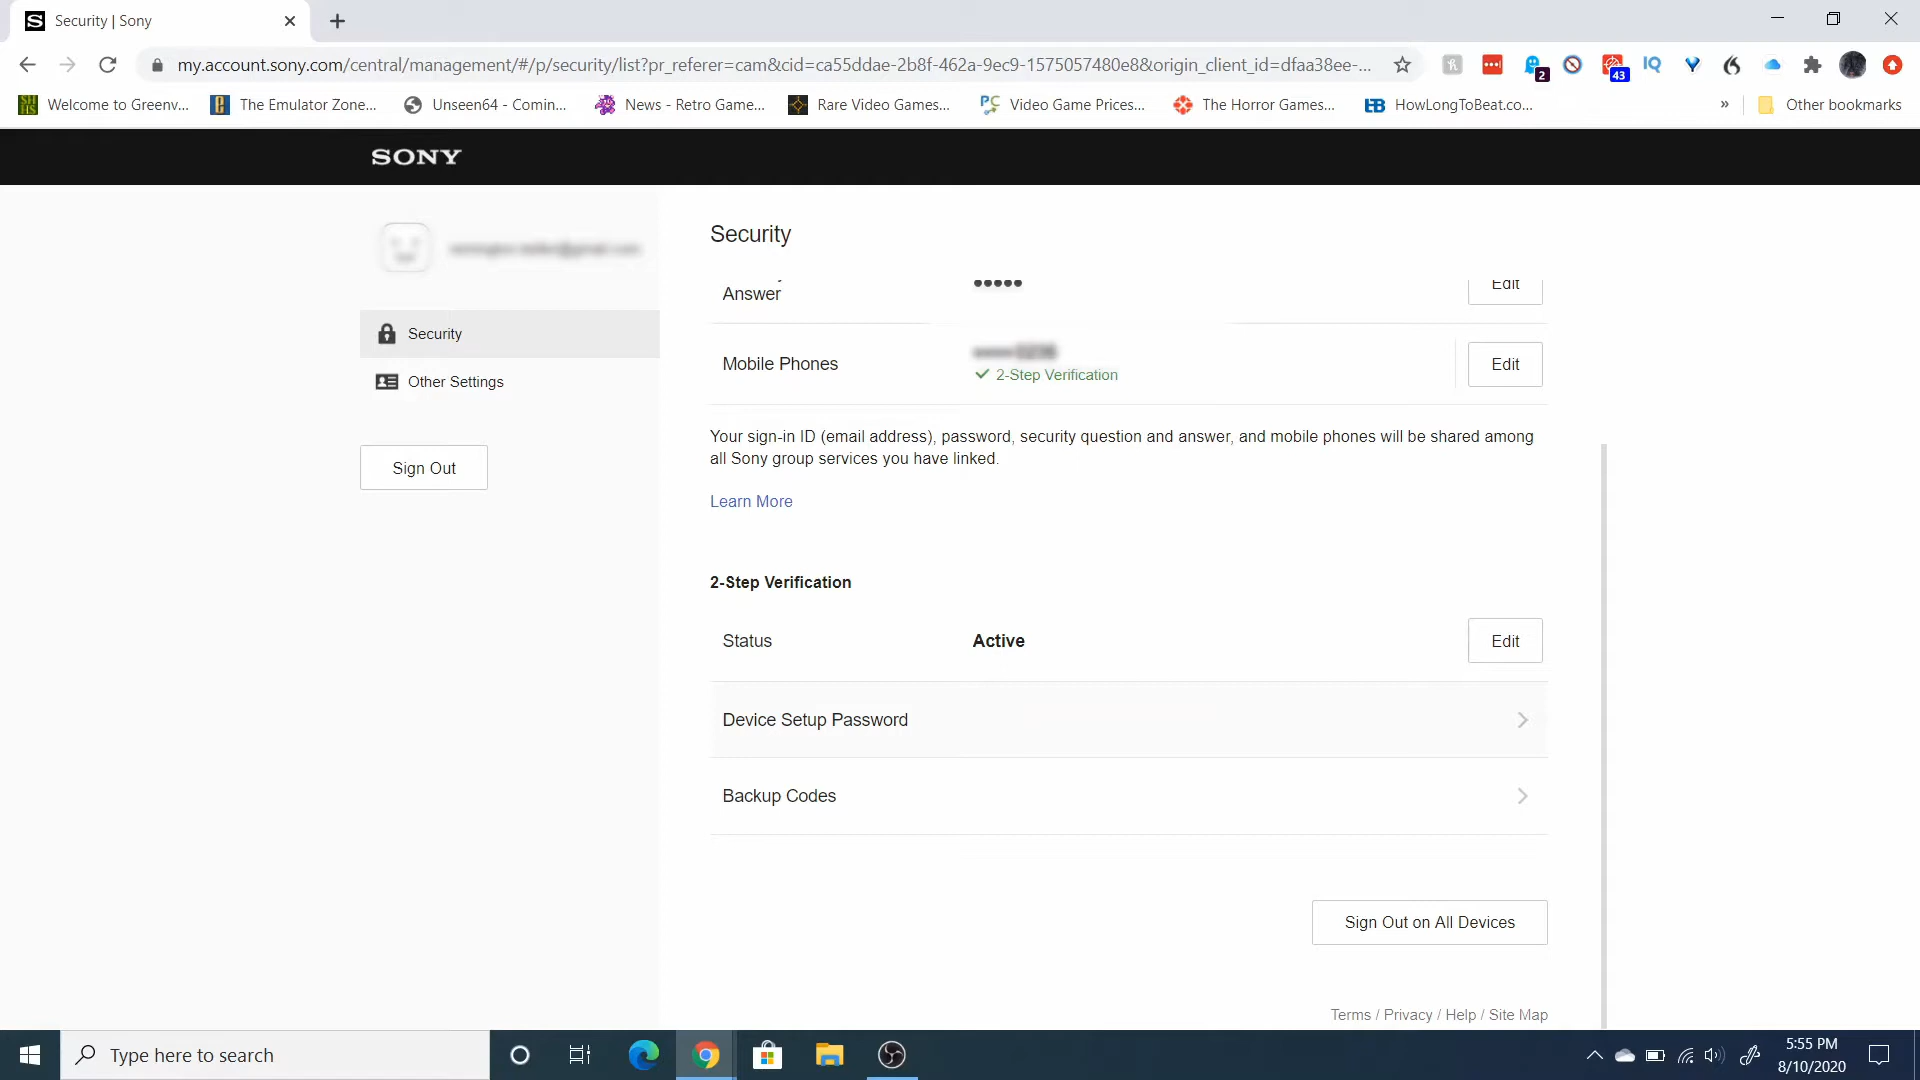 Security | Sony
my.account.sony.com/central/management/#/p/security/list?pr_referer=cam&cid=ca55ddae-2b8f-462a-9ec9-1575057480e8&origin_client_id=dfaa38ee-...
2
43
IQ
Welcome to Greenv...
The Emulator Zone...
Unseen64 - Comin...
News - Retro Game...
Rare Video Games...
Video Game Prices...
The Horror Games...
HowLongToBeat.co...
»
Other bookmarks
SONY
Security
Other Settings
Sign Out
Security
Answer
•••••
Edit
Mobile Phones
2-Step Verification
Edit
Your sign-in ID (email address), password, security question and answer, and mobile phones will be shared among
all Sony group services you have linked.
Learn More
2-Step Verification
Status
Active
Edit
Device Setup Password
Backup Codes
Sign Out on All Devices
Terms / Privacy / Help / Site Map
Type here to search
5:55 PM
8/10/2020